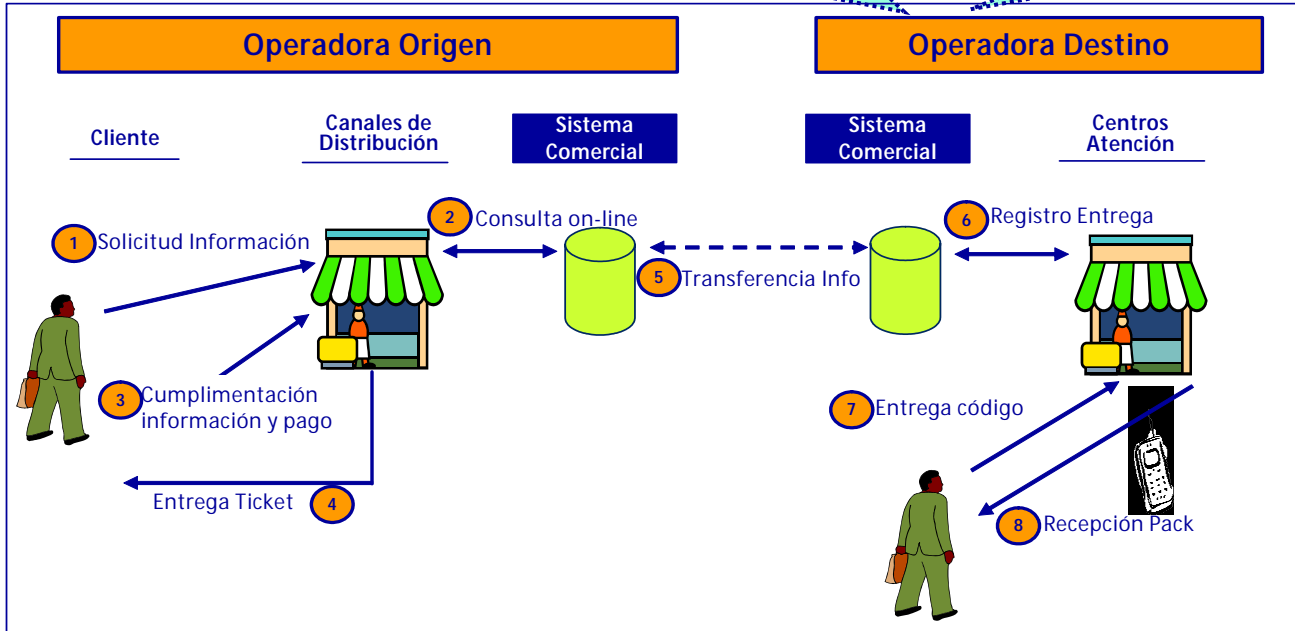 Operadora Origen
Operadora Destino
Cliente
Canales de
Distribución
Sistema
Comercial
Sistema
Comercial
Centros
Atención
1 Solicitud Información
2 Consulta on-line
3 Cumplimentación
información y pago
Entrega Ticket 4
5 Transferencia Info
6 Registro Entrega
7 Entrega código
8 Recepción Pack